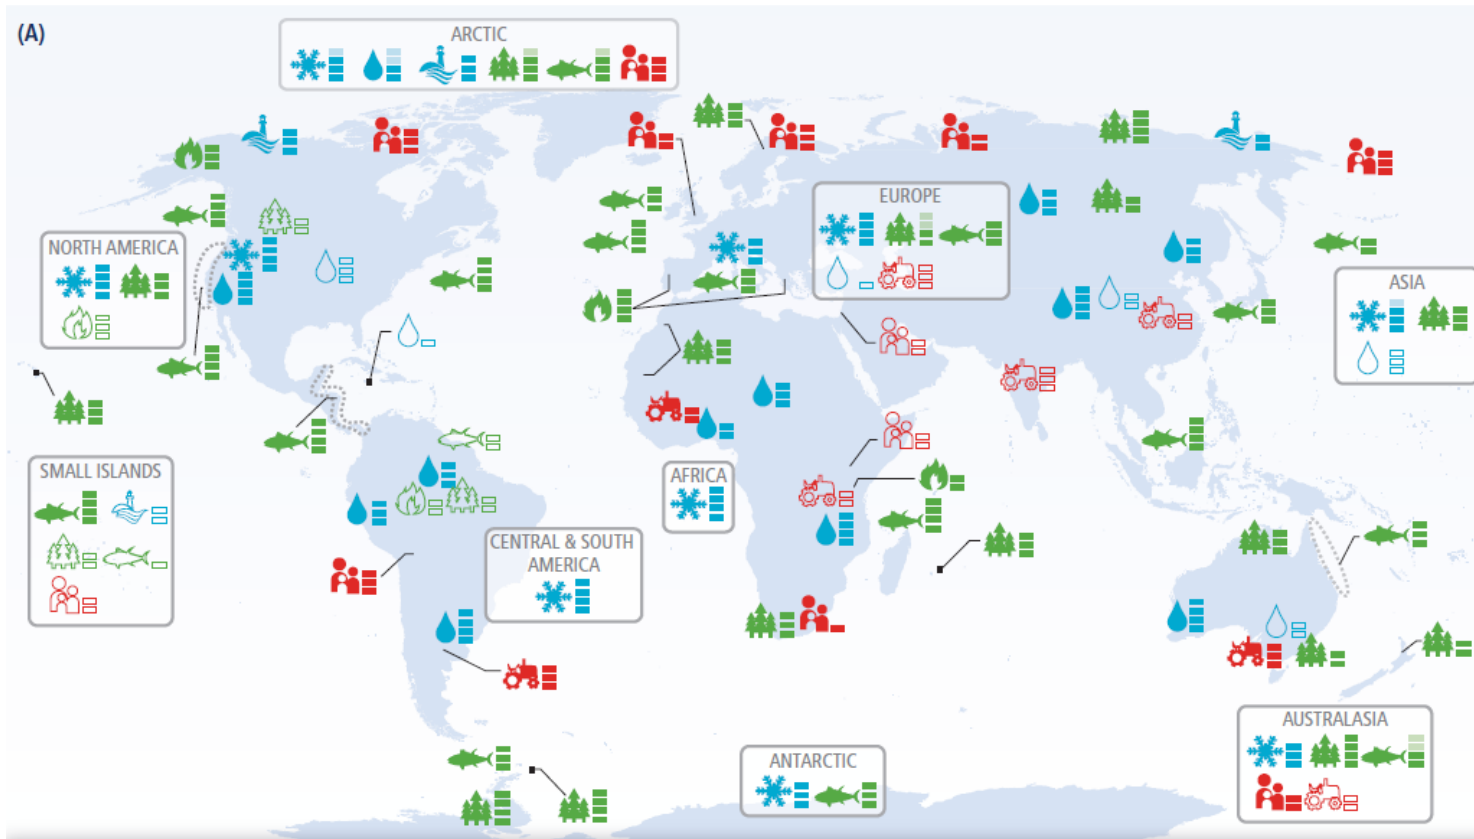 (A)
ARCTIC
EUROPE
NORTH AMERICA
ASIA
SMALL ISLANDS
AFRICA
CENTRAL & SOUTH
AMERICA
AUSTRALASIA
ANTARCTIC